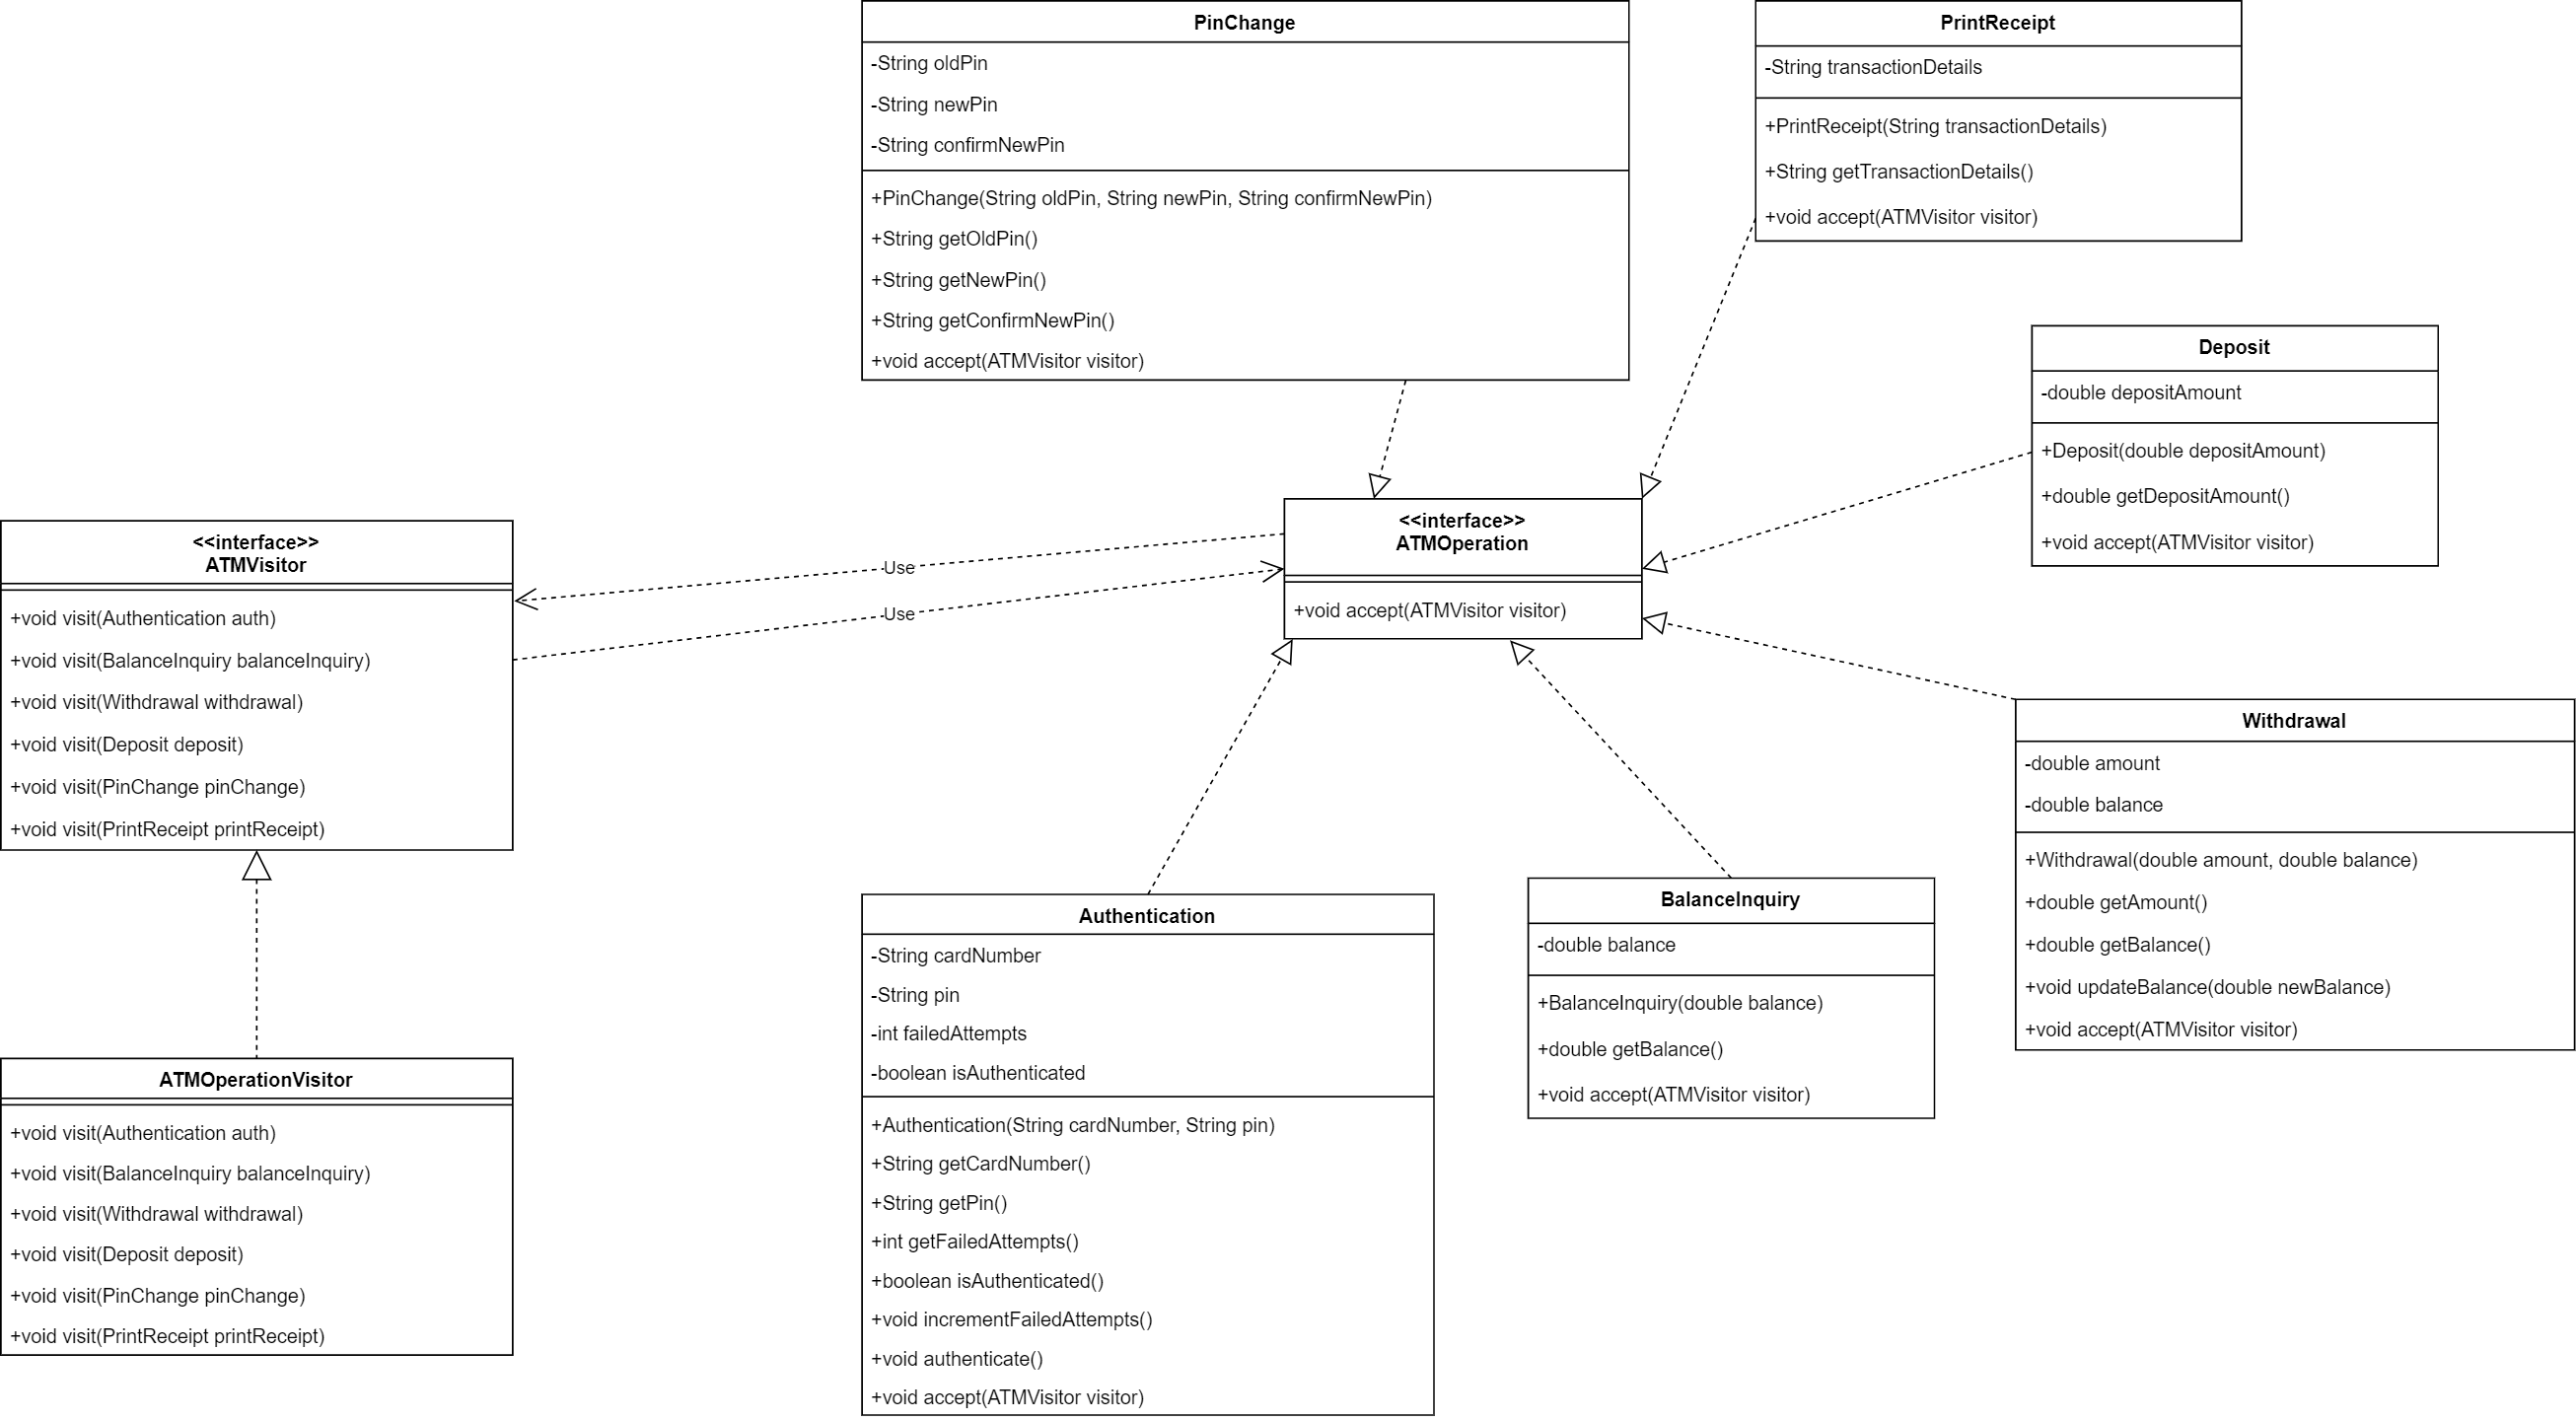 PinChange
-String oldPin
-String newPin
-String confirmNewPin
+PinChange(String oldPin, String newPin, String confirmNewPin)
+String getOldPin()
+String getNewPin()
+String getConfirmNewPin()
+void accept(ATMVisitor visitor)
PrintReceipt
-String transactionDetails
+PrintReceipt(String transactionDetails)
+String getTransactionDetails()
+void accept(ATMVisitor visitor)
Deposit
-double depositAmount
+Deposit(double depositAmount)
+double getDepositAmount()
+void accept(ATMVisitor visitor)
<<interface>>
ATMVisitor
+void visit(Authentication auth)
+void visit(BalanceInquiry balanceInquiry)
+void visit(Withdrawal withdrawal)
+void visit(Deposit deposit)
+void visit(PinChange pinChange)
+void visit(PrintReceipt printReceipt)
Use
Use
<<interface>>
ATMOperation
+void accept(ATMVisitor visitor)
Withdrawal
-double amount
-double balance
+Withdrawal(double amount, double balance)
+double getAmount()
+double getBalance()
+void updateBalance(double newBalance)
+void accept(ATMVisitor visitor)
ATMOperationVisitor
+void visit(Authentication auth)
+void visit(BalanceInquiry balanceInquiry)
+void visit(Withdrawal withdrawal)
+void visit(Deposit deposit)
+void visit(PinChange pinChange)
+void visit(PrintReceipt printReceipt)
Authentication
-String cardNumber
-String pin
-int failedAttempts
-boolean isAuthenticated
+Authentication(String cardNumber, String pin)
+String getCardNumber()
+String getPin()
+int getFailedAttempts()
+boolean isAuthenticated()
+void incrementFailedAttempts()
+void authenticate()
+void accept(ATMVisitor visitor)
BalanceInquiry
-double balance
+BalanceInquiry(double balance)
+double getBalance()
+void accept(ATMVisitor visitor)